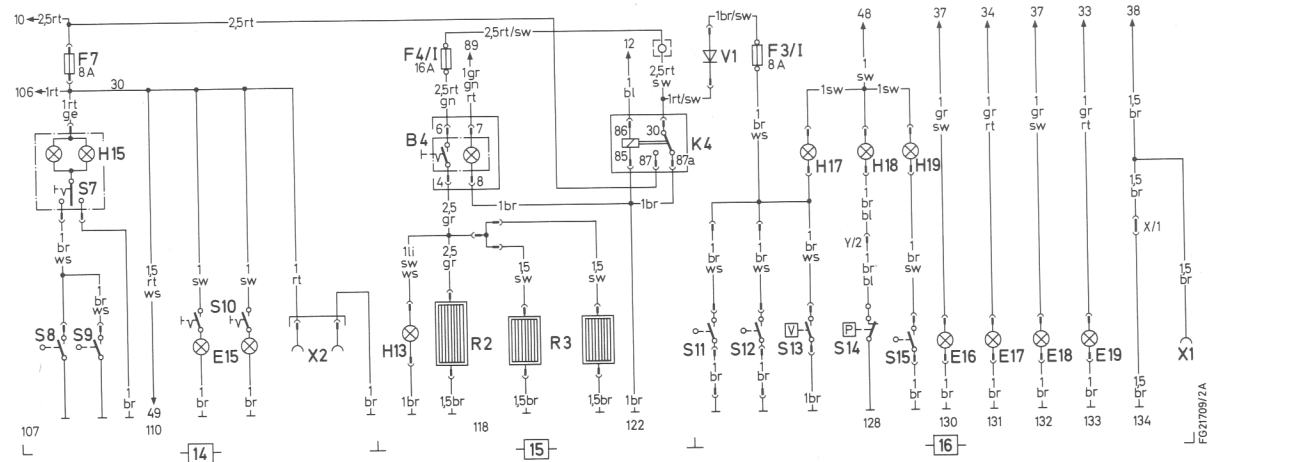 10 2,5rt 2,5rt 2,5rt/sw 1br/sw 48 37 34 37 33 38
F7 8A F4/I 16A 89 12 V1 F3/I 8A
106 1rt 30 2,5rt gn 1 gr gn rt 1 bl 2,5rt sw 1rt/sw 1 sw
1rt ge 1sw 1sw 1 gr sw 1 gr rt 1 gr sw 1 gr rt 1,5 br
H15 B4 6 7 86 30 K4 1 br ws
85 87 87a H17 H18 H19
S7 4 8 1,5 br
2,5 gr 1br 1br 1 br bl X/1
1 br ws 1,5 rt ws 1 sw 1 sw 1 rt 1li sw ws 2,5 gr 1,5 sw 1,5 sw 1 br ws 1 br ws 1 br ws Y/2 1 br bl 1 br sw 1,5 br
1 br ws
S8 S9 S10 E15 X2 H13 R2 R3 S11 S12 S13 V S14 P S15 E16 E17 E18 E19 X1
1 br 1 br 1 br 1 br 1br 1,5br 1,5br 1,5br 1br 1 br 1 br 1br 1 br 1 br 1 br 1 br 1 br 1,5 br
107 49 110 118 122 128 130 131 132 133 134
14 15 16
FG21709/2A